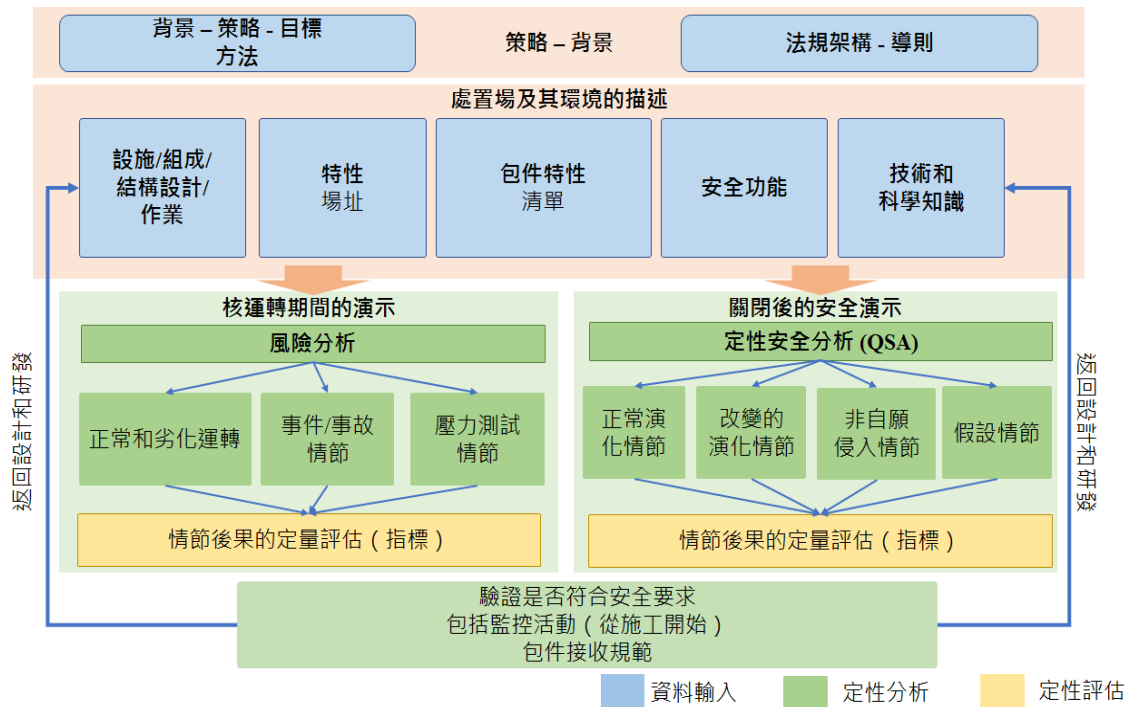 背景 – 策略 - 目標
方法
策略 – 背景
法規架構 - 導則
處置場及其環境的描述
設施/組成/
結構設計/
作業
特性
場址
包件特性
清單
安全功能
技術和
科學知識
核運轉期間的演示
風險分析
正常和劣化運轉
事件/事故
情節
壓力測試
情節
情節後果的定量評估（指標）
關閉後的安全演示
定性安全分析 (QSA)
正常演
化情節
改變的
演化情節
非自願
侵入情節
假設情節
情節後果的定量評估（指標）
返回設計和研發
返回設計和研發
驗證是否符合安全要求
包括監控活動（從施工開始）
包件接收規範
資料輸入
定性分析
定性評估